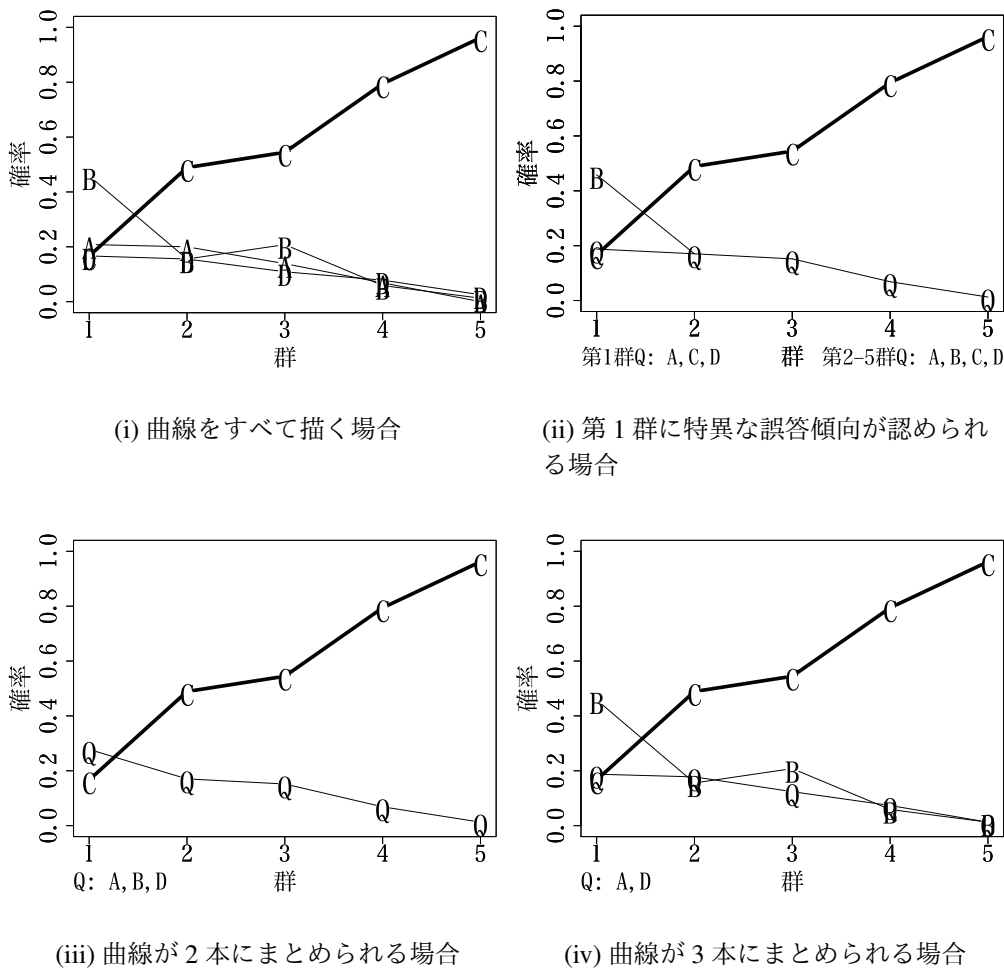 1.0
0.8
0.6
0.4
0.2
0.0
確率
C
C
C
C
C
B
B
B
B
B
A
A
A
A
A
D
D
D
D
D
1 2 3 4 5
群
(i) 曲線をすべて描く場合
1.0
0.8
0.6
0.4
0.2
0.0
確率
C
C
C
C
C
B
Q
Q
Q
Q
Q
1 2 3 4 5
第1群Q: A,C,D 群 第2-5群Q: A,B,C,D
(ii) 第 1 群に特異な誤答傾向が認められ
る場合
1.0
0.8
0.6
0.4
0.2
0.0
確率
C
C
C
C
C
Q
Q
Q
Q
Q
1 2 3 4 5
Q: A,B,D 群
(iii) 曲線が 2 本にまとめられる場合
1.0
0.8
0.6
0.4
0.2
0.0
確率
C
C
C
C
C
B
B
B
B
B
Q
Q
Q
Q
Q
1 2 3 4 5
Q: A,D 群
(iv) 曲線が 3 本にまとめられる場合